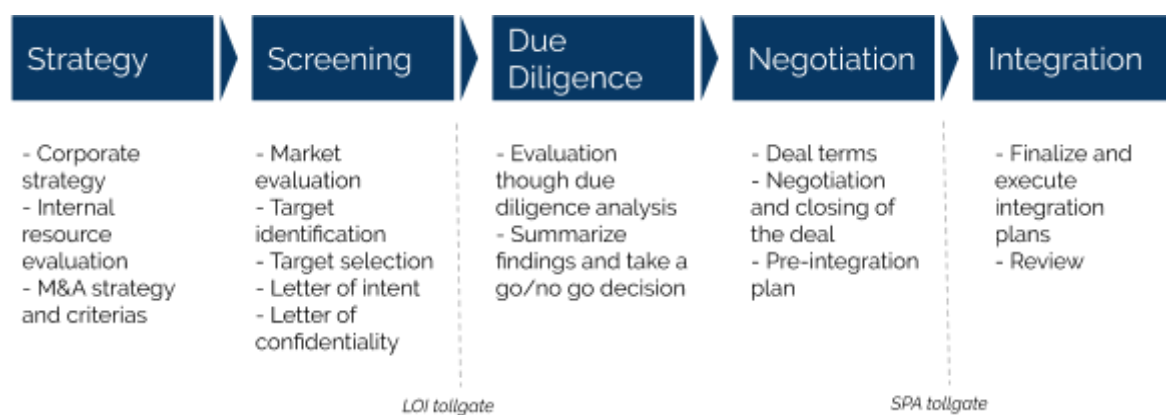 Strategy
Screening
Due
Diligence
Negotiation
Integration
- Corporate
strategy
- Internal
resource
evaluation
- M&A strategy
and criterias
- Market
evaluation
- Target
identification
- Target selection
- Letter of intent
- Letter of
confidentiality
- Evaluation
though due
diligence analysis
- Summarize
findings and take a
go/no go decision
- Deal terms
- Negotiation
and closing of
the deal
- Pre-integration
plan
- Finalize and
execute
integration
plans
- Review
LOI tollgate
SPA tollgate